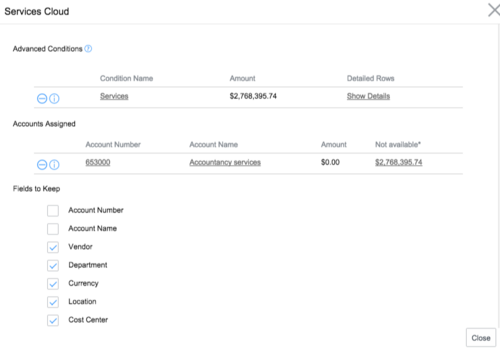 Services Cloud
Advanced Conditions ?
Condition Name Amount Detailed Rows
Services $2,768,395.74 Show Details
Accounts Assigned
Account Number Account Name Amount Not available*
653000 Accountancy services $0.00 $2,768,395.74
Fields to Keep
Account Number
Account Name
Vendor
Department
Currency
Location
Cost Center
Close